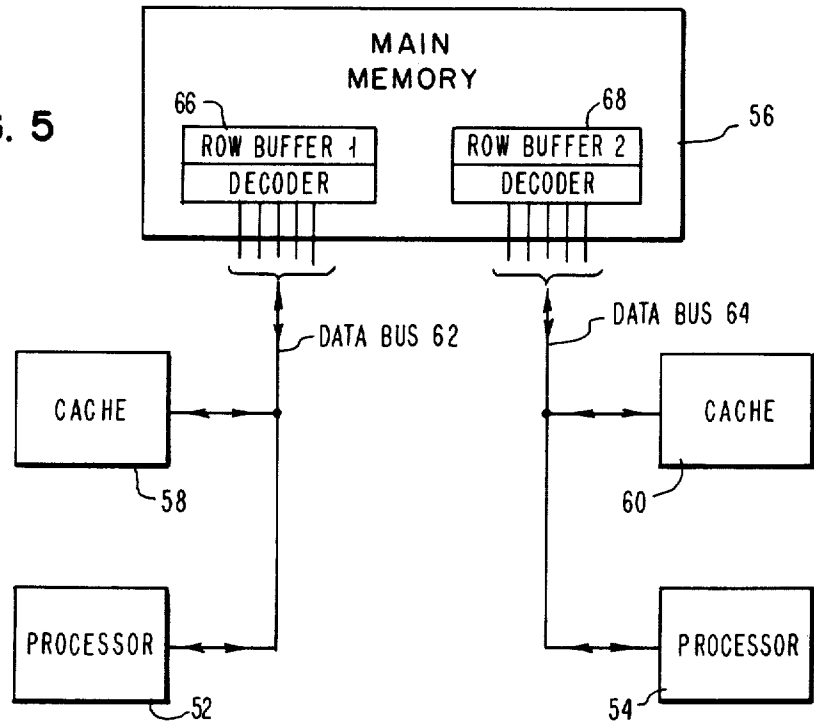 MAIN
MEMORY
66
68
56
G. 5
ROW BUFFER 1
ROW BUFFER 2
DECODER
DECODER
DATA BUS 62
DATA BUS 64
CACHE
CACHE
58
60
PROCESSOR
PROCESSOR
52
54